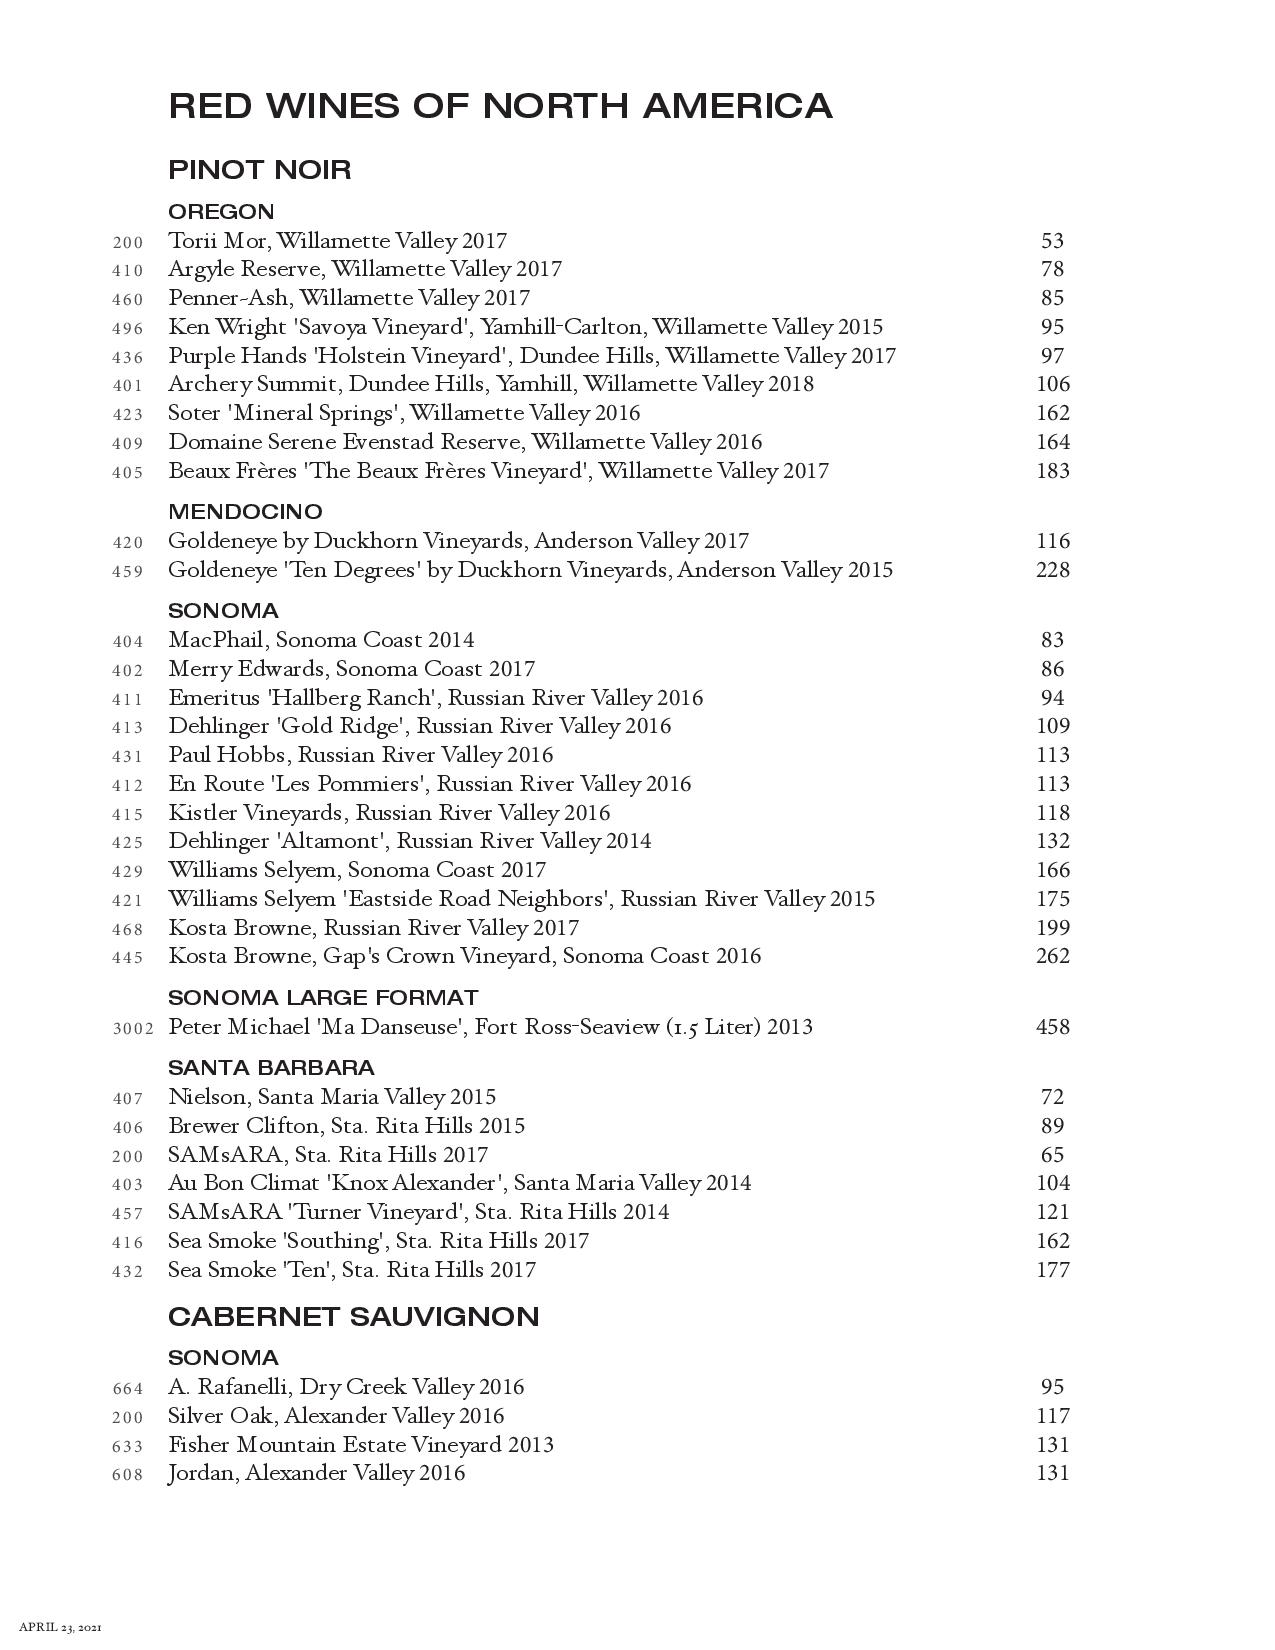 RED WINES OF NORTH AMERICA
PINOT NOIR
OREGON
200 Torii Mor, Willamette Valley 2017 53
410 Argyle Reserve, Willamette Valley 2017 78
460 Penner-Ash, Willamette Valley 2017 85
496 Ken Wright 'Savoya Vineyard', Yamhill-Carlton, Willamette Valley 2015 95
436 Purple Hands 'Holstein Vineyard', Dundee Hills, Willamette Valley 2017 97
401 Archery Summit, Dundee Hills, Yamhill, Willamette Valley 2018 106
423 Soter 'Mineral Springs', Willamette Valley 2016 162
409 Domaine Serene Evenstad Reserve, Willamette Valley 2016 164
405 Beaux Frères 'The Beaux Frères Vineyard', Willamette Valley 2017 183
MENDOCINO
420 Goldeneye by Duckhorn Vineyards, Anderson Valley 2017 116
459 Goldeneye 'Ten Degrees' by Duckhorn Vineyards, Anderson Valley 2015 228
SONOMA
404 MacPhail, Sonoma Coast 2014 83
402 Merry Edwards, Sonoma Coast 2017 86
411 Emeritus 'Hallberg Ranch', Russian River Valley 2016 94
413 Dehlinger 'Gold Ridge', Russian River Valley 2016 109
431 Paul Hobbs, Russian River Valley 2016 113
412 En Route 'Les Pommiers', Russian River Valley 2016 113
415 Kistler Vineyards, Russian River Valley 2016 118
425 Dehlinger 'Altamont', Russian River Valley 2014 132
429 Williams Selyem, Sonoma Coast 2017 166
421 Williams Selyem 'Eastside Road Neighbors', Russian River Valley 2015 175
468 Kosta Browne, Russian River Valley 2017 199
445 Kosta Browne, Gap's Crown Vineyard, Sonoma Coast 2016 262
SONOMA LARGE FORMAT
3002 Peter Michael 'Ma Danseuse', Fort Ross-Seaview (1.5 Liter) 2013 458
SANTA BARBARA
407 Nielson, Santa Maria Valley 2015 72
406 Brewer Clifton, Sta. Rita Hills 2015 89
200 SAMsARA, Sta. Rita Hills 2017 65
403 Au Bon Climat 'Knox Alexander', Santa Maria Valley 2014 104
457 SAMsARA 'Turner Vineyard', Sta. Rita Hills 2014 121
416 Sea Smoke 'Southing', Sta. Rita Hills 2017 162
432 Sea Smoke 'Ten', Sta. Rita Hills 2017 177
CABERNET SAUVIGNON
SONOMA
664 A. Rafanelli, Dry Creek Valley 2016 95
200 Silver Oak, Alexander Valley 2016 117
633 Fisher Mountain Estate Vineyard 2013 131
608 Jordan, Alexander Valley 2016 131
APRIL 23, 2021